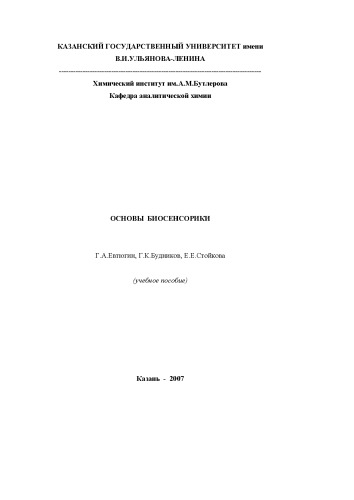 КАЗАНСКИЙ ГОСУДАРСТВЕННЫЙ УНИВЕРСИТЕТ имени
В.И.УЛЬЯНОВА-ЛЕНИНА
--------------------------------------------------------------------------------
Химический институт им.А.М.Бутлерова
Кафедра аналитической химии
ОСНОВЫ БИОСЕНСОРИКИ
Г.А.Евтюгин, Г.К.Будников, Е.Е.Стойкова
(учебное пособие)
Казань - 2007